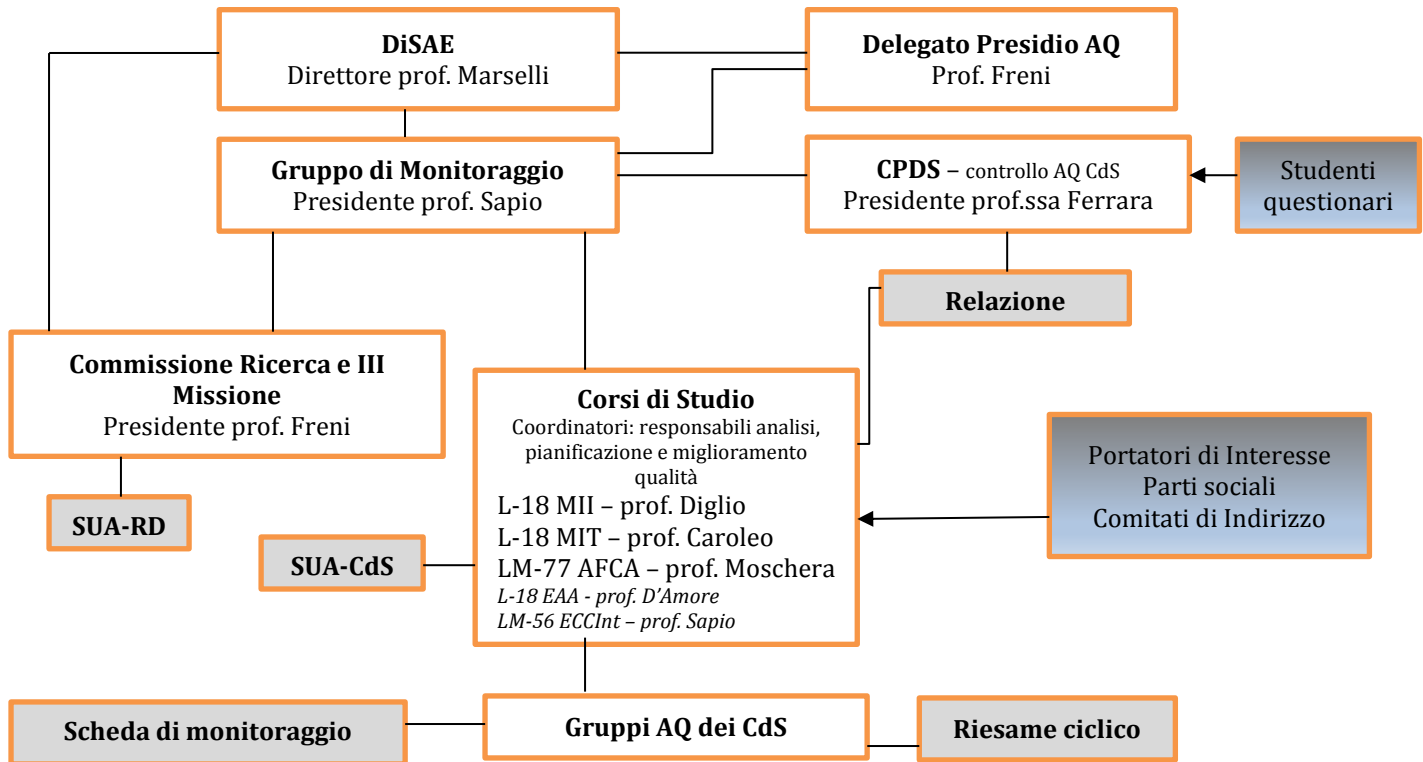 DiSAE
Direttore prof. Marselli
Delegato Presidio AQ
Prof. Freni
Gruppo di Monitoraggio
Presidente prof. Sapio
CPDS – controllo AQ CdS
Presidente prof.ssa Ferrara
Studenti
questionari
Relazione
Commissione Ricerca e III
Missione
Presidente prof. Freni
Corsi di Studio
Coordinatori: responsabili analisi,
pianificazione e miglioramento
qualità
L-18 MII – prof. Diglio
L-18 MIT – prof. Caroleo
LM-77 AFCA – prof. Moschera
L-18 EAA - prof. D'Amore
LM-56 ECCInt – prof. Sapio
Portatori di Interesse
Parti sociali
Comitati di Indirizzo
SUA-RD
SUA-CdS
Scheda di monitoraggio
Gruppi AQ dei CdS
Riesame ciclico